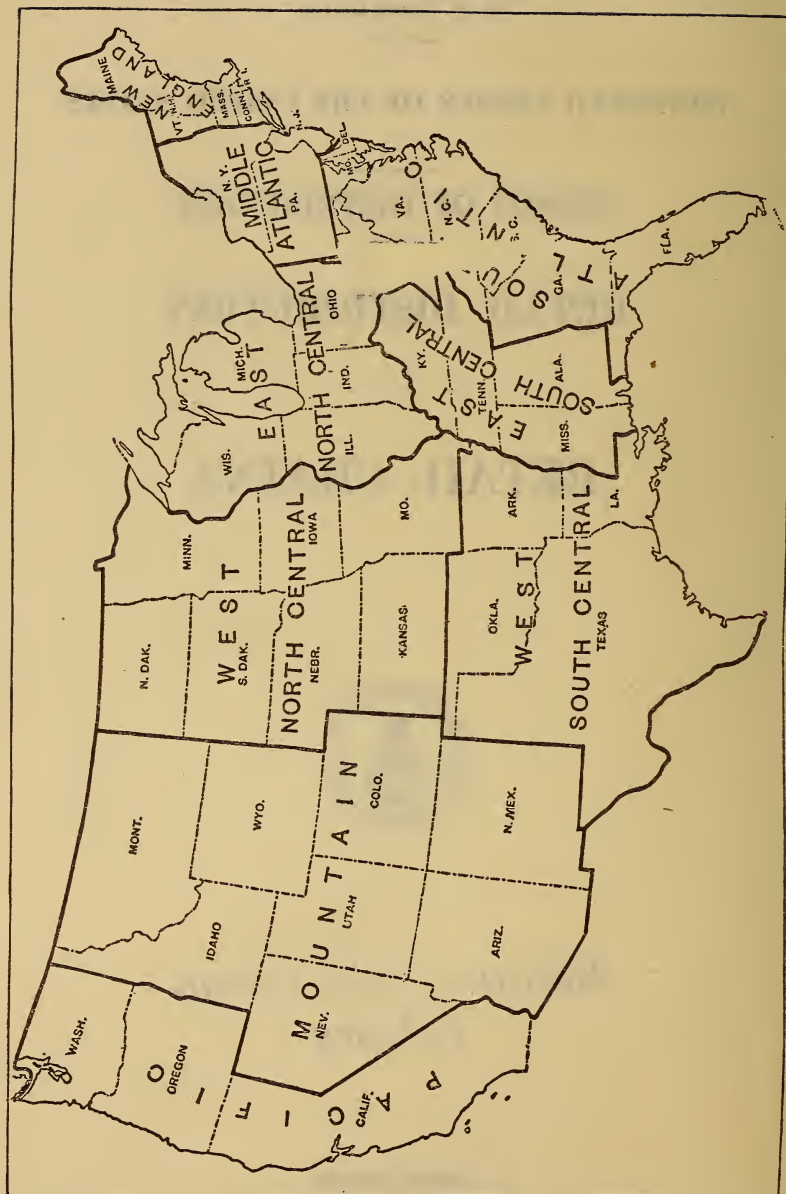 WASH.
OREGON
CALIF.
PACIFIC
NEV.
IDAHO
MONT.
WYO.
UTAH
COLO.
ARIZ.
N. MEX.
MOUNTAIN
N. DAK.
S. DAK.
NEBR.
KANSAS
MINN.
IOWA
MO.
WEST
NORTH CENTRAL
OKLA.
ARK.
TEXAS
LA.
WEST
SOUTH CENTRAL
WIS.
MICH.
ILL.
IND.
OHIO
EAST
NORTH CENTRAL
KY.
TENN.
MISS.
ALA.
EAST
SOUTH CENTRAL
DEL.
MD.
VA.
N.C.
S.C.
GA.
FLA.
SOUTH
ATLANTIC
N.Y.
PA.
N.J.
MIDDLE
ATLANTIC
MAINE
VT.
N.H.
MASS.
CONN.
R.I.
NEW
ENGLAND